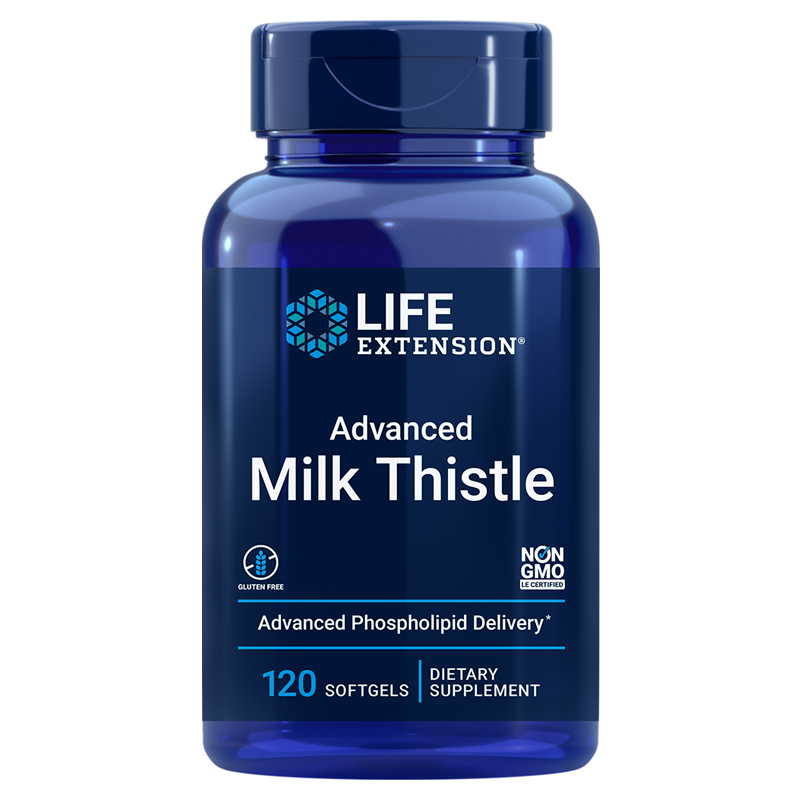 LIFE
EXTENSION®
Advanced
Milk Thistle
GLUTEN FREE
NON
GMO
LE CERTIFIED
Advanced Phospholipid Delivery*
120 SOFTGELS
DIETARY
SUPPLEMENT